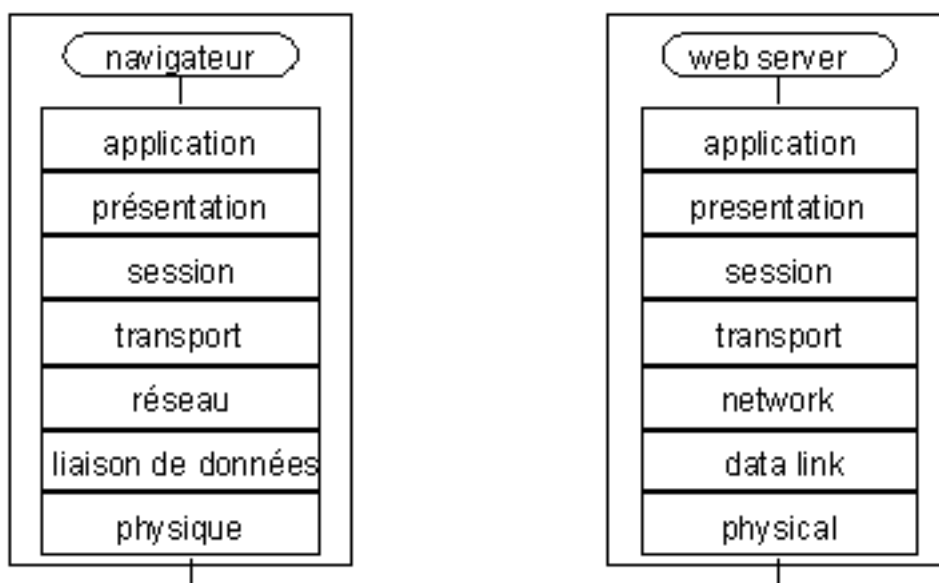 navigateur
application
présentation
session
transport
réseau
liaison de données
physique
web server
application
presentation
session
transport
network
data link
physical